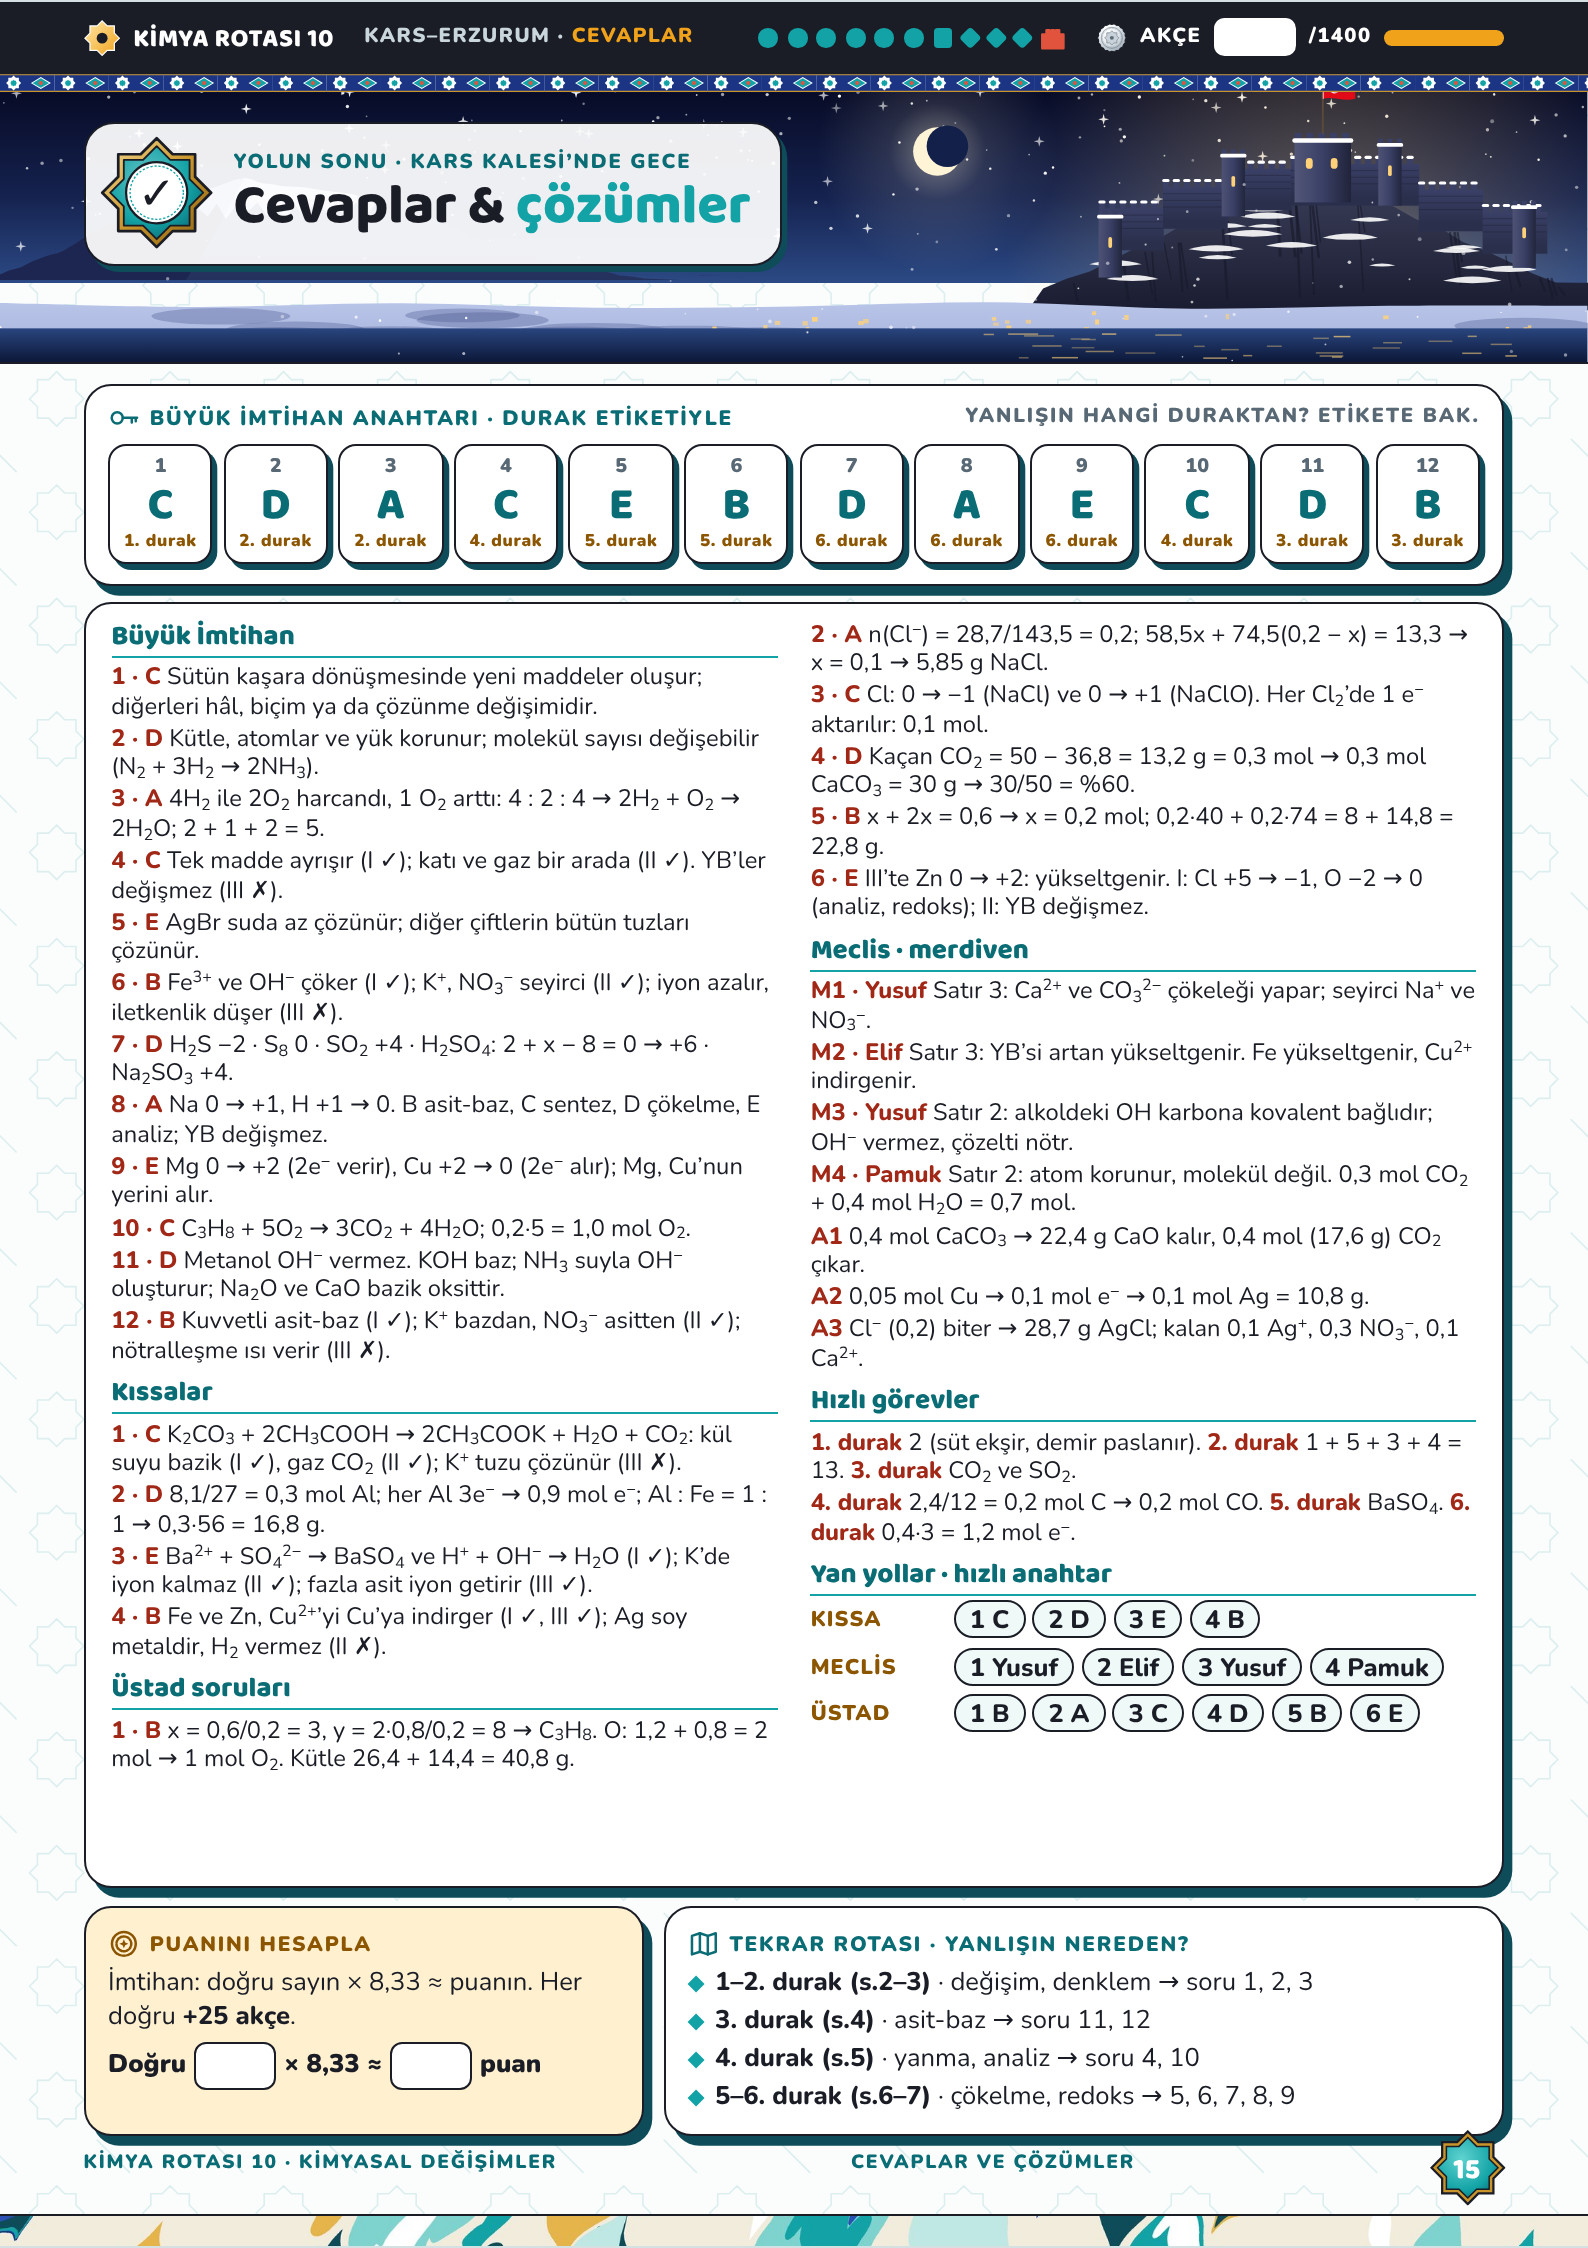 KİMYA ROTASI 10 KARS–ERZURUM · CEVAPLAR AKÇE /1400
YOLUN SONU · KARS KALESİ’NDE GECE
✓ Cevaplar & çözümler
BÜYÜK İMTİHAN ANAHTARI · DURAK ETİKETİYLE YANLIŞIN HANGİ DURAKTAN? ETİKETE BAK.
1 2 3 4 5 6 7 8 9 10 11 12
C D A C E B D A E C D B
1. durak 2. durak 2. durak 4. durak 5. durak 5. durak 6. durak 6. durak 6. durak 4. durak 3. durak 3. durak
Büyük İmtihan
1 · C Sütün kaşara dönüşmesinde yeni maddeler oluşur;
diğerleri hâl, biçim ya da çözünme değişimidir.
2 · D Kütle, atomlar ve yük korunur; molekül sayısı değişebilir
(N₂ + 3H₂ → 2NH₃).
3 · A 4H₂ ile 2O₂ harcandı, 1 O₂ arttı: 4 : 2 : 4 → 2H₂ + O₂ →
2H₂O; 2 + 1 + 2 = 5.
4 · C Tek madde ayrışır (I ✓); katı ve gaz bir arada (II ✓). YB’ler
değişmez (III ✗).
5 · E AgBr suda az çözünür; diğer çiftlerin bütün tuzları
çözünür.
6 · B Fe³⁺ ve OH⁻ çöker (I ✓); K⁺, NO₃⁻ seyirci (II ✓); iyon azalır,
iletkenlik düşer (III ✗).
7 · D H₂S −2 · S₈ 0 · SO₂ +4 · H₂SO₄: 2 + x − 8 = 0 → +6 ·
Na₂SO₃ +4.
8 · A Na 0 → +1, H +1 → 0. B asit-baz, C sentez, D çökelme, E
analiz; YB değişmez.
9 · E Mg 0 → +2 (2e⁻ verir), Cu +2 → 0 (2e⁻ alır); Mg, Cu’nun
yerini alır.
10 · C C₃H₈ + 5O₂ → 3CO₂ + 4H₂O; 0,2·5 = 1,0 mol O₂.
11 · D Metanol OH⁻ vermez. KOH baz; NH₃ suyla OH⁻
oluşturur; Na₂O ve CaO bazik oksittir.
12 · B Kuvvetli asit-baz (I ✓); K⁺ bazdan, NO₃⁻ asitten (II ✓);
nötralleşme ısı verir (III ✗).
Kıssalar
1 · C K₂CO₃ + 2CH₃COOH → 2CH₃COOK + H₂O + CO₂: kül
suyu bazik (I ✓), gaz CO₂ (II ✓); K⁺ tuzu çözünür (III ✗).
2 · D 8,1/27 = 0,3 mol Al; her Al 3e⁻ → 0,9 mol e⁻; Al : Fe = 1 :
1 → 0,3·56 = 16,8 g.
3 · E Ba²⁺ + SO₄²⁻ → BaSO₄ ve H⁺ + OH⁻ → H₂O (I ✓); K’de
iyon kalmaz (II ✓); fazla asit iyon getirir (III ✓).
4 · B Fe ve Zn, Cu²⁺’yi Cu’ya indirger (I ✓, III ✓); Ag soy
metaldir, H₂ vermez (II ✗).
Üstad soruları
1 · B x = 0,6/0,2 = 3, y = 2·0,8/0,2 = 8 → C₃H₈. O: 1,2 + 0,8 = 2
mol → 1 mol O₂. Kütle 26,4 + 14,4 = 40,8 g.
2 · A n(Cl⁻) = 28,7/143,5 = 0,2; 58,5x + 74,5(0,2 − x) = 13,3 →
x = 0,1 → 5,85 g NaCl.
3 · C Cl: 0 → −1 (NaCl) ve 0 → +1 (NaClO). Her Cl₂’de 1 e⁻
aktarılır: 0,1 mol.
4 · D Kaçan CO₂ = 50 − 36,8 = 13,2 g = 0,3 mol → 0,3 mol
CaCO₃ = 30 g → 30/50 = %60.
5 · B x + 2x = 0,6 → x = 0,2 mol; 0,2·40 + 0,2·74 = 8 + 14,8 =
22,8 g.
6 · E III’te Zn 0 → +2: yükseltgenir. I: Cl +5 → −1, O −2 → 0
(analiz, redoks); II: YB değişmez.
Meclis · merdiven
M1 · Yusuf Satır 3: Ca²⁺ ve CO₃²⁻ çökeleği yapar; seyirci Na⁺ ve
NO₃⁻.
M2 · Elif Satır 3: YB’si artan yükseltgenir. Fe yükseltgenir, Cu²⁺
indirgenir.
M3 · Yusuf Satır 2: alkoldeki OH karbona kovalent bağlıdır;
OH⁻ vermez, çözelti nötr.
M4 · Pamuk Satır 2: atom korunur, molekül değil. 0,3 mol CO₂
+ 0,4 mol H₂O = 0,7 mol.
A1 0,4 mol CaCO₃ → 22,4 g CaO kalır, 0,4 mol (17,6 g) CO₂
çıkar.
A2 0,05 mol Cu → 0,1 mol e⁻ → 0,1 mol Ag = 10,8 g.
A3 Cl⁻ (0,2) biter → 28,7 g AgCl; kalan 0,1 Ag⁺, 0,3 NO₃⁻, 0,1
Ca²⁺.
Hızlı görevler
1. durak 2 (süt ekşir, demir paslanır). 2. durak 1 + 5 + 3 + 4 =
13. 3. durak CO₂ ve SO₂.
4. durak 2,4/12 = 0,2 mol C → 0,2 mol CO. 5. durak BaSO₄. 6.
durak 0,4·3 = 1,2 mol e⁻.
Yan yollar · hızlı anahtar
KISSA 1 C 2 D 3 E 4 B
MECLİS 1 Yusuf 2 Elif 3 Yusuf 4 Pamuk
ÜSTAD 1 B 2 A 3 C 4 D 5 B 6 E
PUANINI HESAPLA
İmtihan: doğru sayın × 8,33 ≈ puanın. Her
doğru +25 akçe.
Doğru × 8,33 ≈ puan
TEKRAR ROTASI · YANLIŞIN NEREDEN?
1–2. durak (s.2–3) · değişim, denklem → soru 1, 2, 3
3. durak (s.4) · asit-baz → soru 11, 12
4. durak (s.5) · yanma, analiz → soru 4, 10
5–6. durak (s.6–7) · çökelme, redoks → 5, 6, 7, 8, 9
KİMYA ROTASI 10 · KİMYASAL DEĞİŞİMLER CEVAPLAR VE ÇÖZÜMLER 15